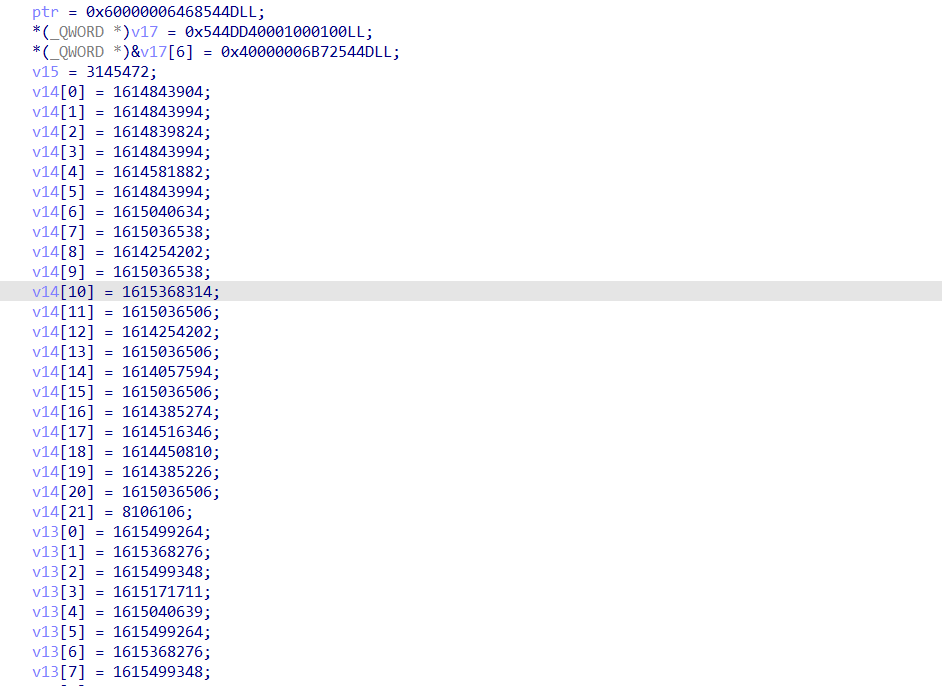 ptr = 0x60000006468544DLL;
*(_QWORD *)v17 = 0x544DD40001000100LL;
*(_QWORD *)&v17[6] = 0x40000006B72544DLL;
v15 = 3145472;
v14[0] = 1614843904;
v14[1] = 1614843994;
v14[2] = 1614839824;
v14[3] = 1614843994;
v14[4] = 1614581882;
v14[5] = 1614843994;
v14[6] = 1615040634;
v14[7] = 1615036538;
v14[8] = 1614254202;
v14[9] = 1615036538;
v14[10] = 1615368314;
v14[11] = 1615036506;
v14[12] = 1614254202;
v14[13] = 1615036506;
v14[14] = 1614057594;
v14[15] = 1615036506;
v14[16] = 1614385274;
v14[17] = 1614516346;
v14[18] = 1614450810;
v14[19] = 1614385226;
v14[20] = 1615036506;
v14[21] = 8106106;
v13[0] = 1615499264;
v13[1] = 1615368276;
v13[2] = 1615499348;
v13[3] = 1615171711;
v13[4] = 1615040639;
v13[5] = 1615499264;
v13[6] = 1615368276;
v13[7] = 1615499348;